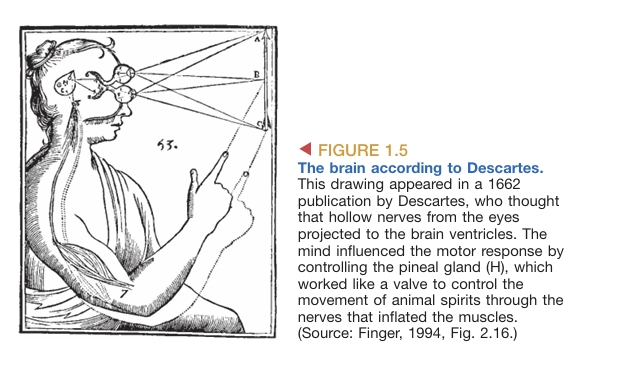 A
B
C
53.
7
◀ FIGURE 1.5
The brain according to Descartes.
This drawing appeared in a 1662
publication by Descartes, who thought
that hollow nerves from the eyes
projected to the brain ventricles. The
mind influenced the motor response by
controlling the pineal gland (H), which
worked like a valve to control the
movement of animal spirits through the
nerves that inflated the muscles.
(Source: Finger, 1994, Fig. 2.16.)